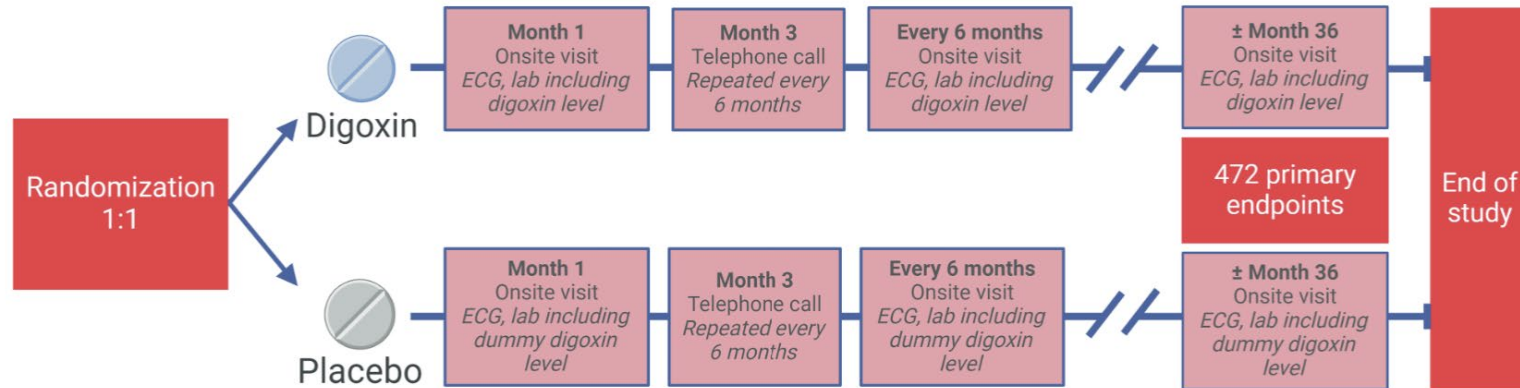 Randomization
1:1
Digoxin
Month 1
Onsite visit
ECG, lab including
digoxin level
Month 3
Telephone call
Repeated every
6 months
Every 6 months
Onsite visit
ECG, lab including
digoxin level
± Month 36
Onsite visit
ECG, lab including
digoxin level
472 primary
endpoints
End of
study
Placebo
Month 1
Onsite visit
ECG, lab including
dummy digoxin
level
Month 3
Telephone call
Repeated every
6 months
Every 6 months
Onsite visit
ECG, lab including
dummy digoxin
level
± Month 36
Onsite visit
ECG, lab including
dummy digoxin
level